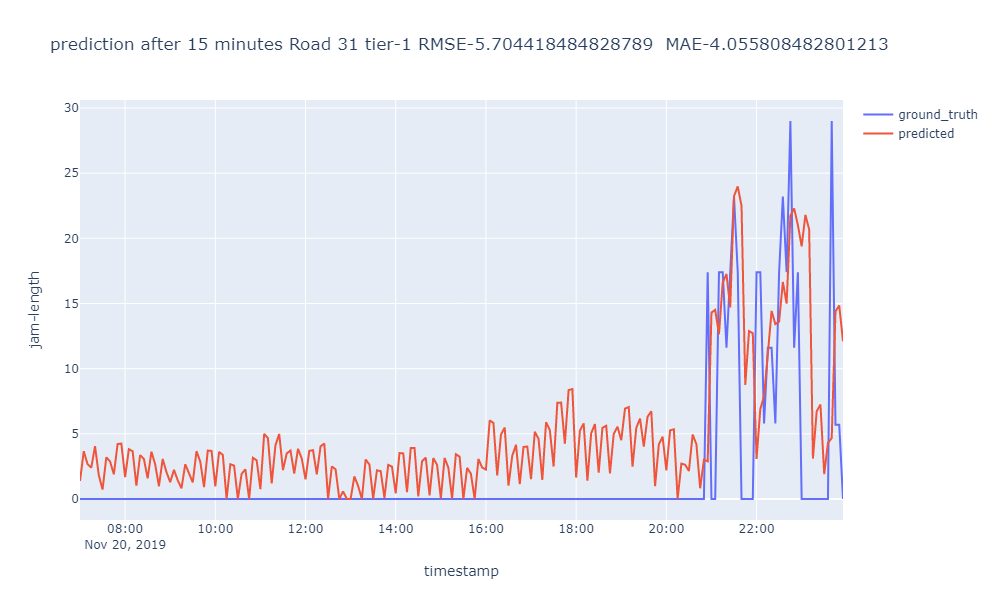 prediction after 15 minutes Road 31 tier-1 RMSE-5.704418484828789  MAE-4.055808482801213
ground_truth
predicted
30
25
20
15
10
5
0
jam-length
08:00 10:00 12:00 14:00 16:00 18:00 20:00 22:00
Nov 20, 2019
timestamp